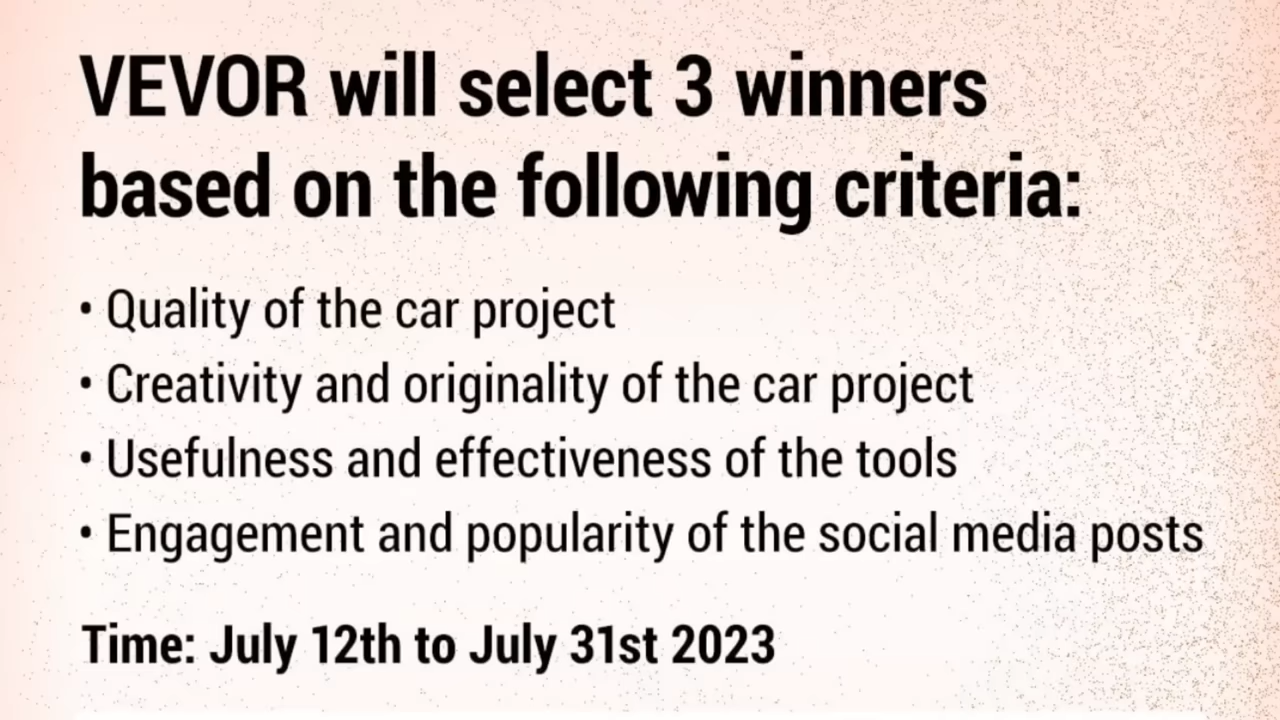 VEVOR will select 3 winners
based on the following criteria:
• Quality of the car project
• Creativity and originality of the car project
• Usefulness and effectiveness of the tools
• Engagement and popularity of the social media posts
Time: July 12th to July 31st 2023